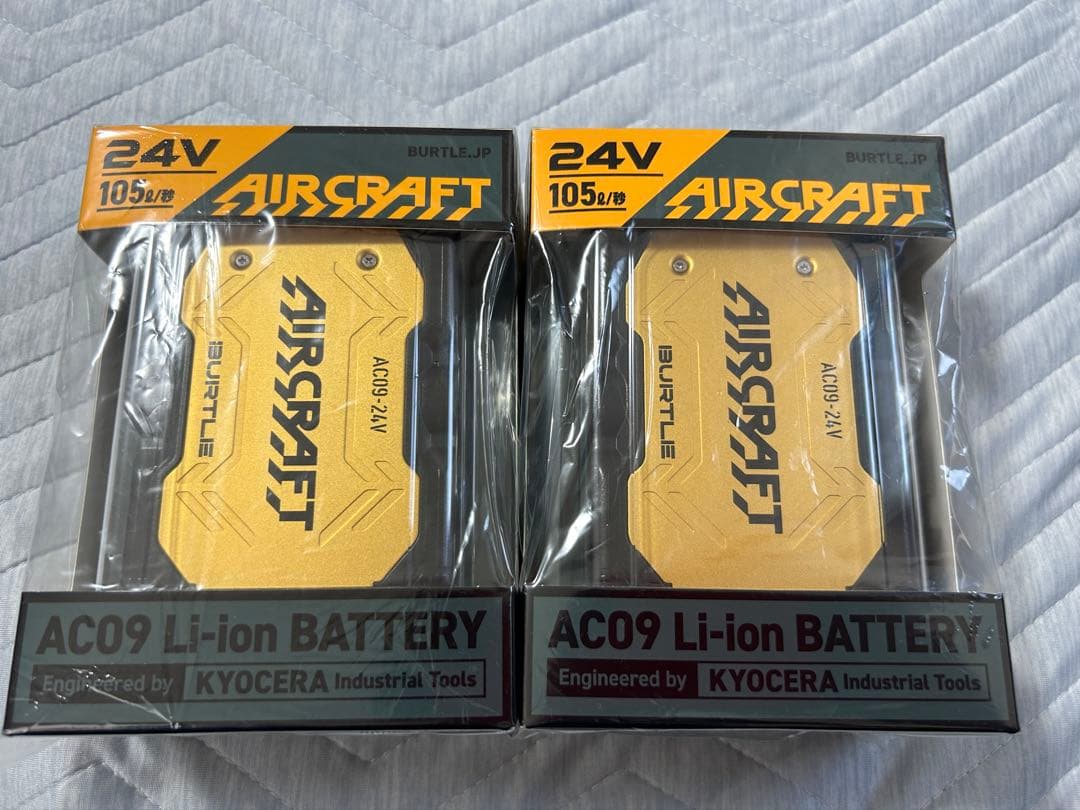 24V
105ℓ/秒
BURTLE.JP
AIRCRAFT
BURTLE
AIRCRAFT
AC09-24V
AC09 Li-ion BATTERY
Engineered by KYOCERA Industrial Tools
24V
105ℓ/秒
BURTLE.JP
AIRCRAFT
BURTLE
AIRCRAFT
AC09-24V
AC09 Li-ion BATTERY
Engineered by KYOCERA Industrial Tools